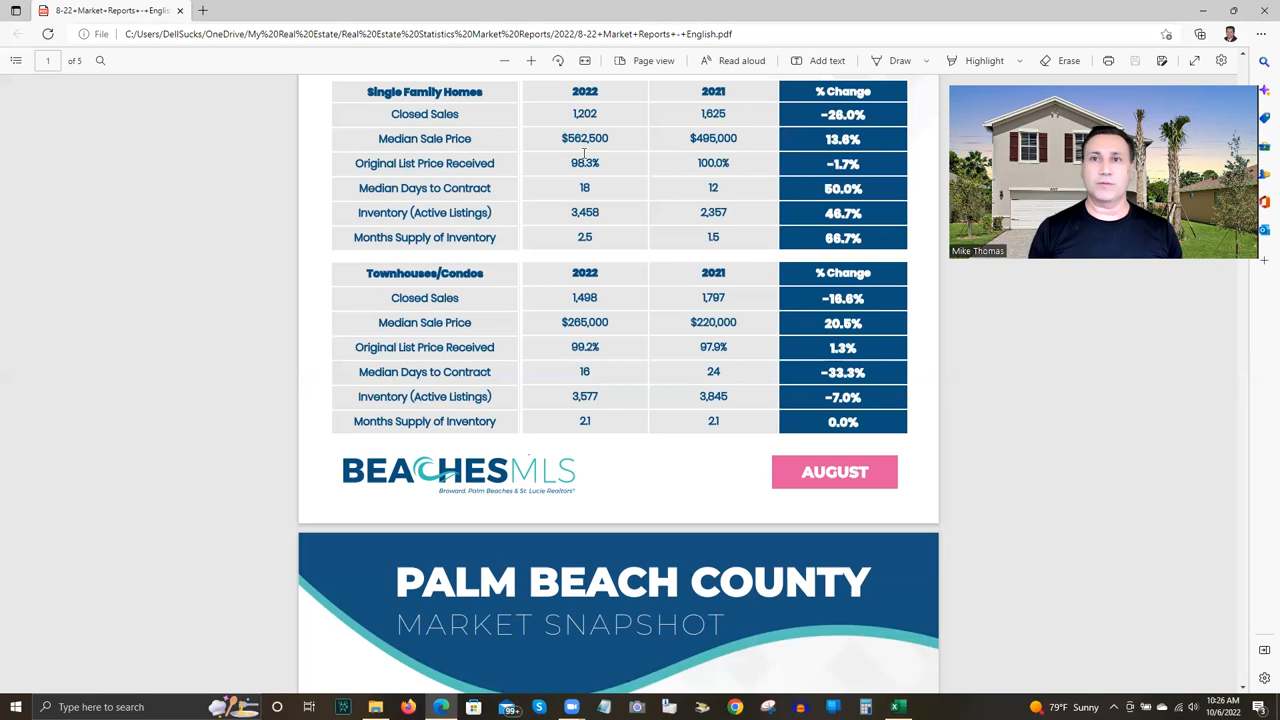 8-22 Market+Reports+-+Englis
File
C:/Users/DellSucks/OneDrive/My%20Real%20Estate/Real%20Estate%20Statistics%20Market%20Reports/2022/8-22+Market+Reports+-+English.pdf
1 of 5
Page view
Read aloud
Add text
Draw
Highlight
Erase
Single Family Homes 2022 2021 % Change
Closed Sales 1,202 1,625 -26.0%
Median Sale Price $562,500 $495,000 13.6%
Original List Price Received 98.3% 100.0% -1.7%
Median Days to Contract 18 12 50.0%
Inventory (Active Listings) 3,458 2,357 46.7%
Months Supply of Inventory 2.5 1.5 66.7%
Townhouses/Condos 2022 2021 % Change
Closed Sales 1,498 1,797 -16.6%
Median Sale Price $265,000 $220,000 20.5%
Original List Price Received 99.2% 97.9% 1.3%
Median Days to Contract 16 24 -33.3%
Inventory (Active Listings) 3,577 3,845 -7.0%
Months Supply of Inventory 2.1 2.1 0.0%
BEACHESMLS
Broward, Palm Beaches & St. Lucie Realtors®
AUGUST
PALM BEACH COUNTY
MARKET SNAPSHOT
Mike Thomas
Type here to search
99+
79°F Sunny
10:26 AM
10/6/2022